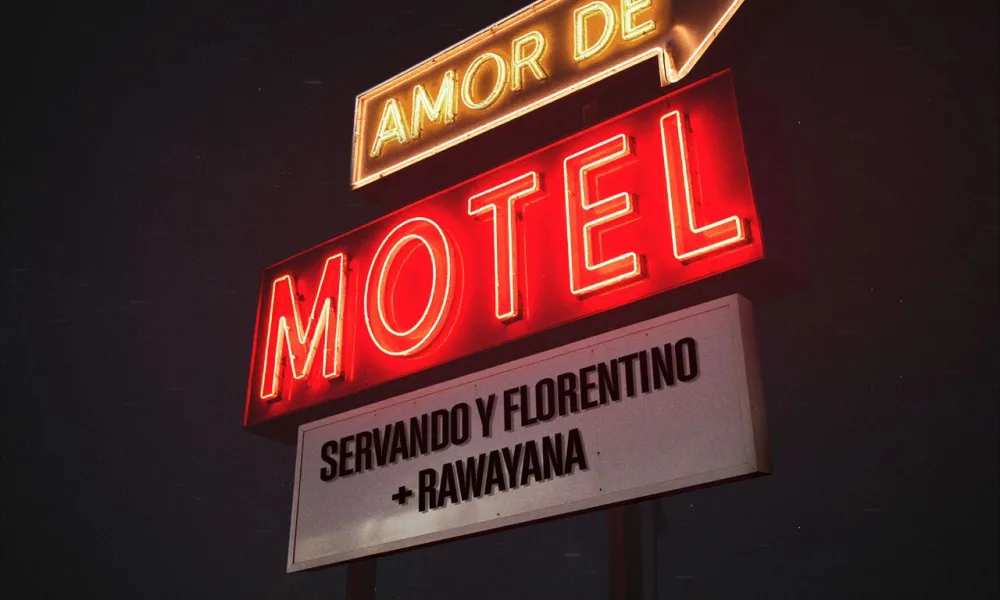 AMOR DE
MOTEL
SERVANDO Y FLORENTINO
+ RAWAYANA